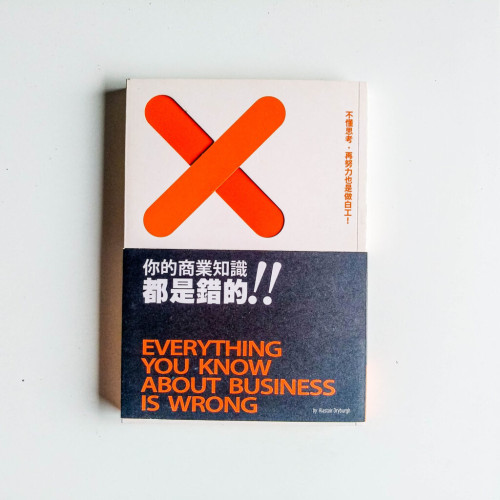 不懂思考，再努力也是做白工！
你的商業知識
都是錯的!!
EVERYTHING
YOU KNOW
ABOUT BUSINESS
IS WRONG
by Alastair Dryburgh